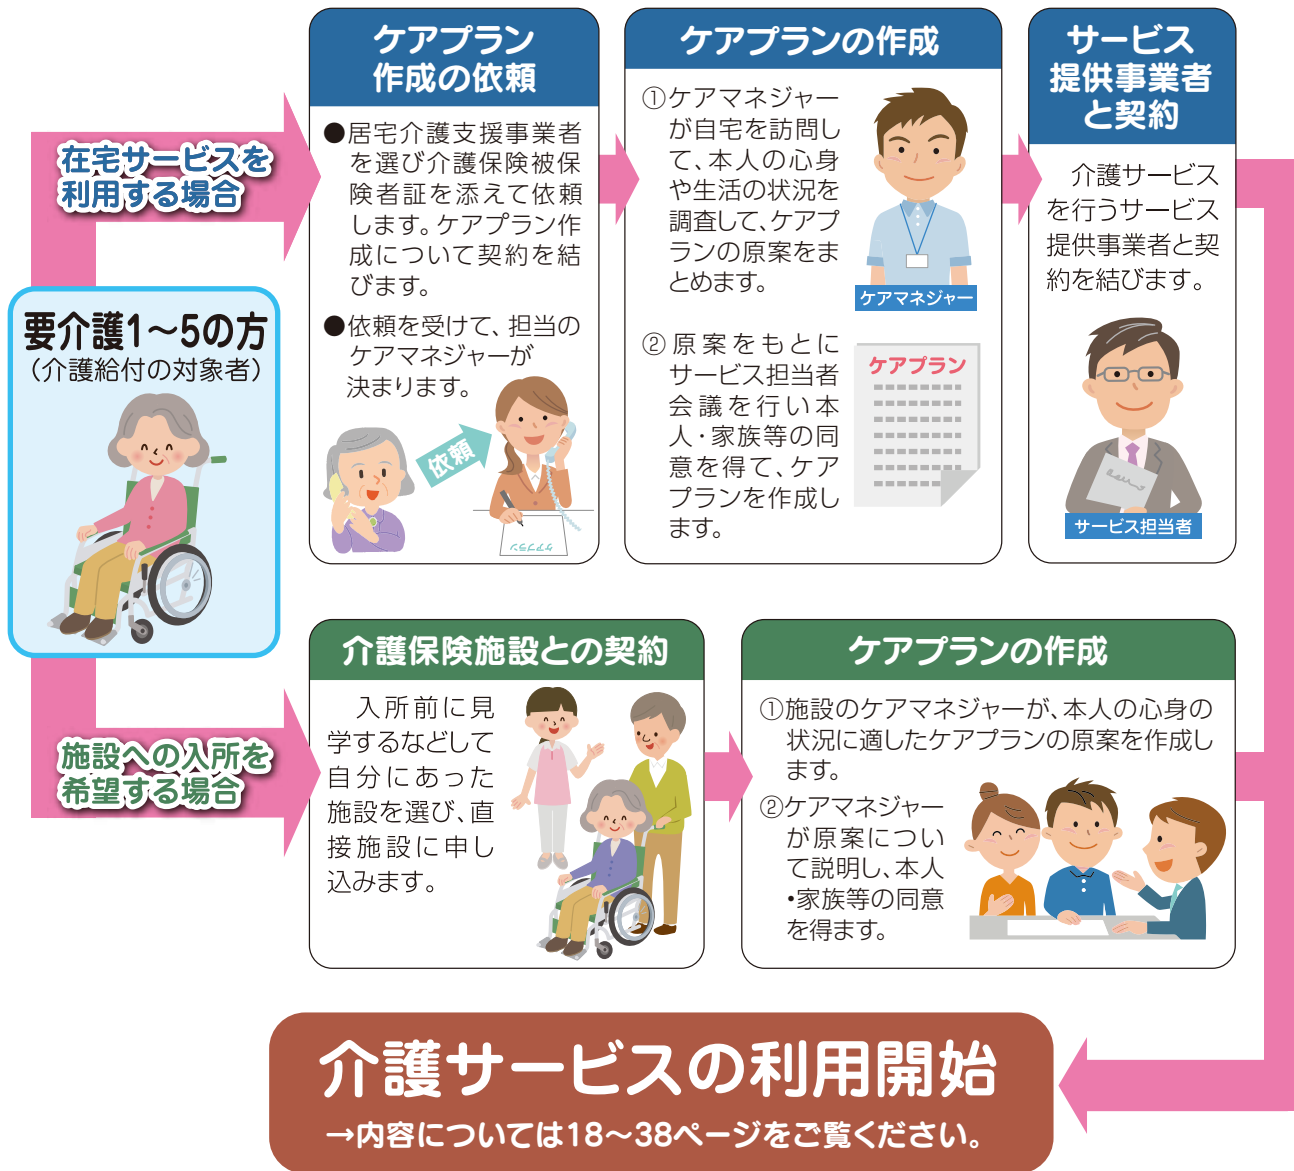 要介護1～5の方
（介護給付の対象者）
在宅サービスを
利用する場合
ケアプラン
作成の依頼
●居宅介護支援事業者
を選び介護保険被保
険者証を添えて依頼
します。ケアプラン作
成について契約を結
びます。
●依頼を受けて、担当の
ケアマネジャーが
決まります。
依頼
ケアプラン
ケアプランの作成
①ケアマネジャー
が自宅を訪問し
て、本人の心身
や生活の状況を
調査して、ケアプ
ランの原案をま
とめます。
ケアマネジャー
②原案をもとに
サービス担当者
会議を行い本
人・家族等の同
意を得て、ケア
プランを作成し
ます。
ケアプラン
サービス
提供事業者
と契約
介護サービス
を行うサービス
提供事業者と契
約を結びます。
サービス担当者
施設への入所を
希望する場合
介護保険施設との契約
入所前に見
学するなどして
自分にあった
施設を選び、直
接施設に申し
込みます。
ケアプランの作成
①施設のケアマネジャーが、本人の心身の
状況に適したケアプランの原案を作成し
ます。
②ケアマネジャー
が原案につい
て説明し、本人
・家族等の同意
を得ます。
介護サービスの利用開始
→内容については18～38ページをご覧ください。